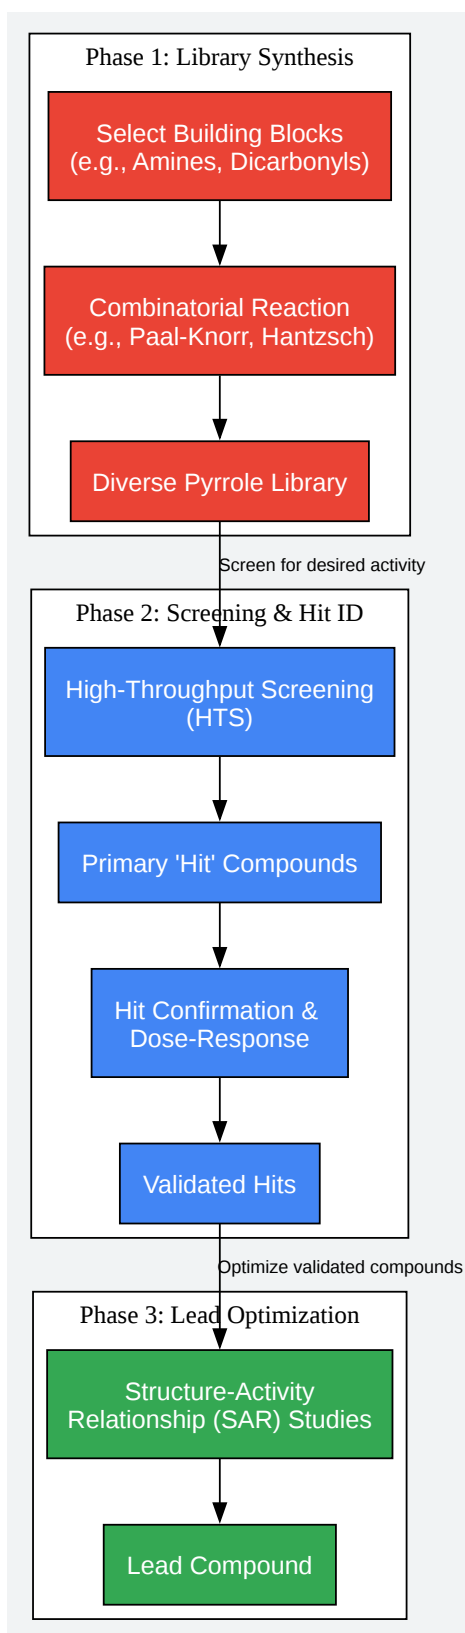 Phase 1: Library Synthesis
Select Building Blocks
(e.g., Amines, Dicarbonyls)
Combinatorial Reaction
(e.g., Paal-Knorr, Hantzsch)
Diverse Pyrrole Library
Screen for desired activity
Phase 2: Screening & Hit ID
High-Throughput Screening
(HTS)
Primary 'Hit' Compounds
Hit Confirmation &
Dose-Response
Validated Hits
Optimize validated compounds
Phase 3: Lead Optimization
Structure-Activity
Relationship (SAR) Studies
Lead Compound